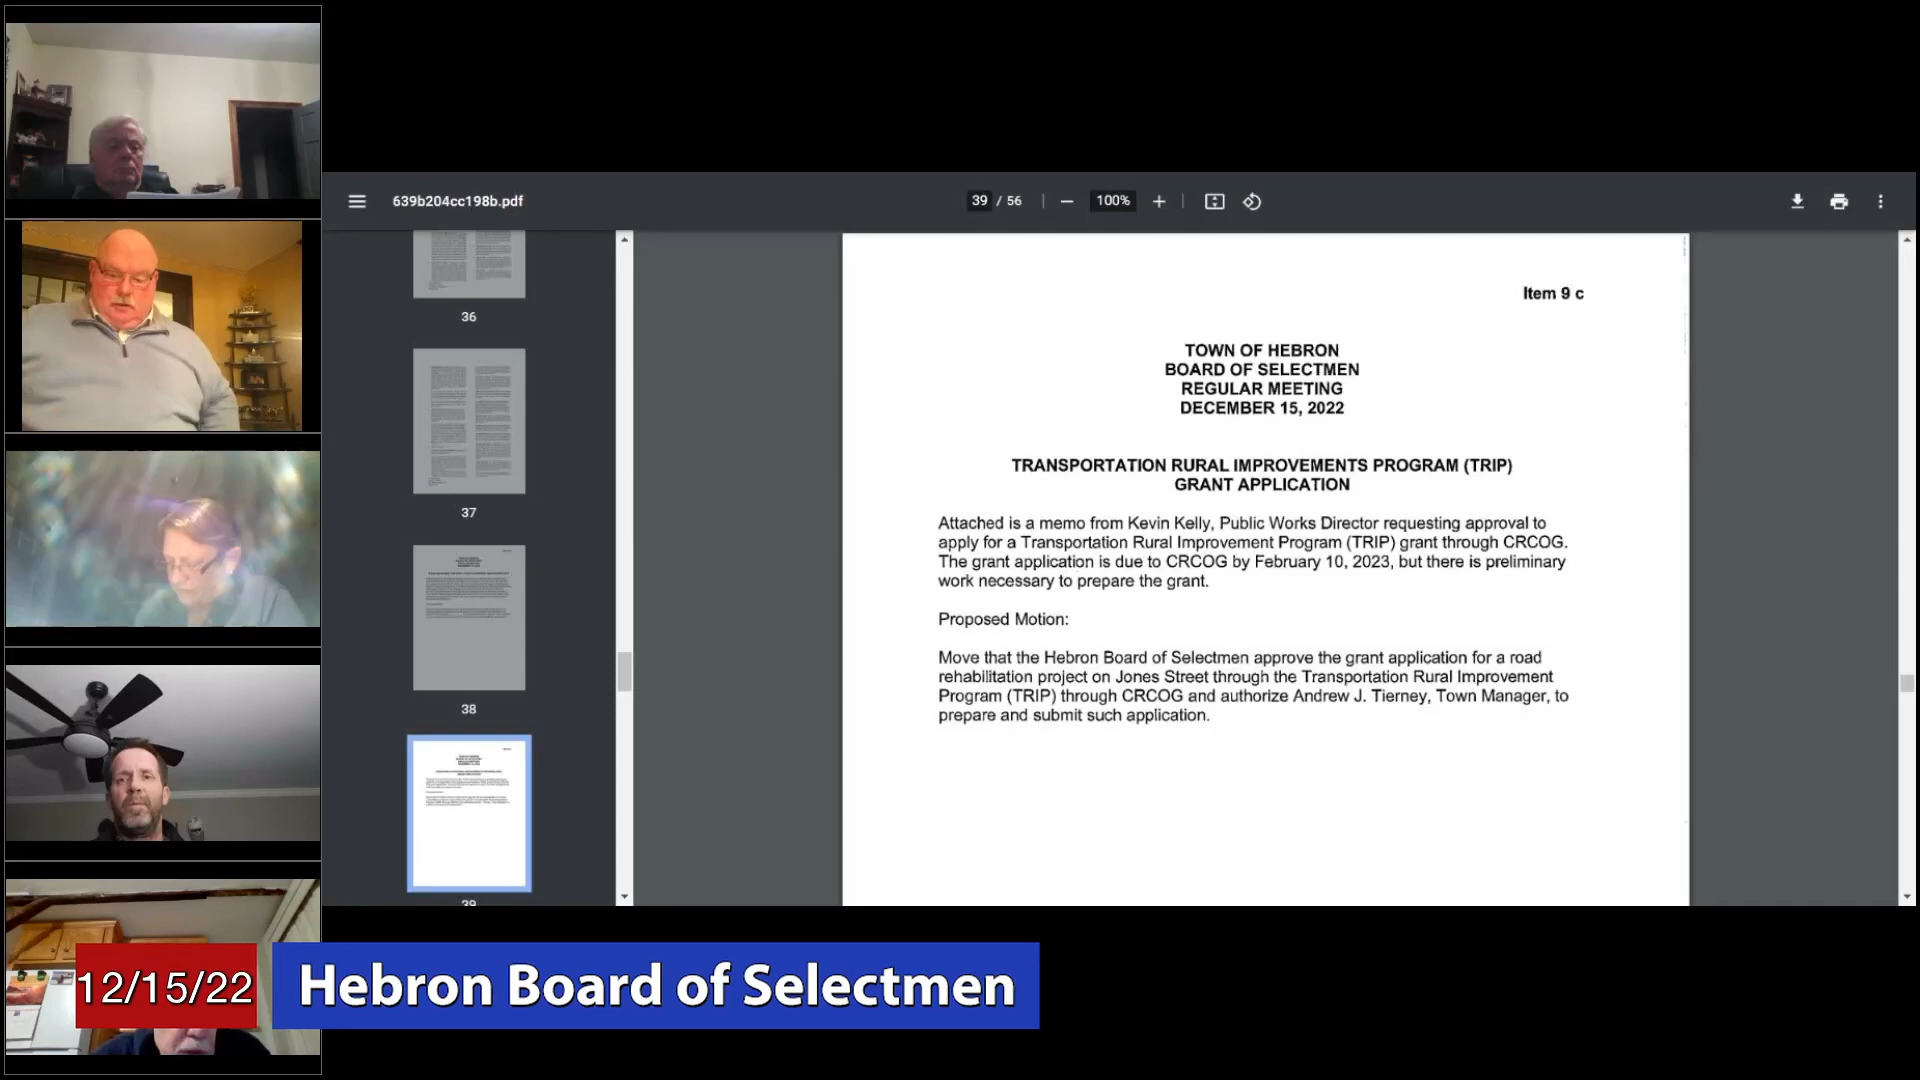 639b204cc198b.pdf
39 / 56
100%
36
37
38
39
Item 9 c
TOWN OF HEBRON
BOARD OF SELECTMEN
REGULAR MEETING
DECEMBER 15, 2022
TRANSPORTATION RURAL IMPROVEMENTS PROGRAM (TRIP)
GRANT APPLICATION
Attached is a memo from Kevin Kelly, Public Works Director requesting approval to
apply for a Transportation Rural Improvement Program (TRIP) grant through CRCOG.
The grant application is due to CRCOG by February 10, 2023, but there is preliminary
work necessary to prepare the grant.
Proposed Motion:
Move that the Hebron Board of Selectmen approve the grant application for a road
rehabilitation project on Jones Street through the Transportation Rural Improvement
Program (TRIP) through CRCOG and authorize Andrew J. Tierney, Town Manager, to
prepare and submit such application.
12/15/22
Hebron Board of Selectmen